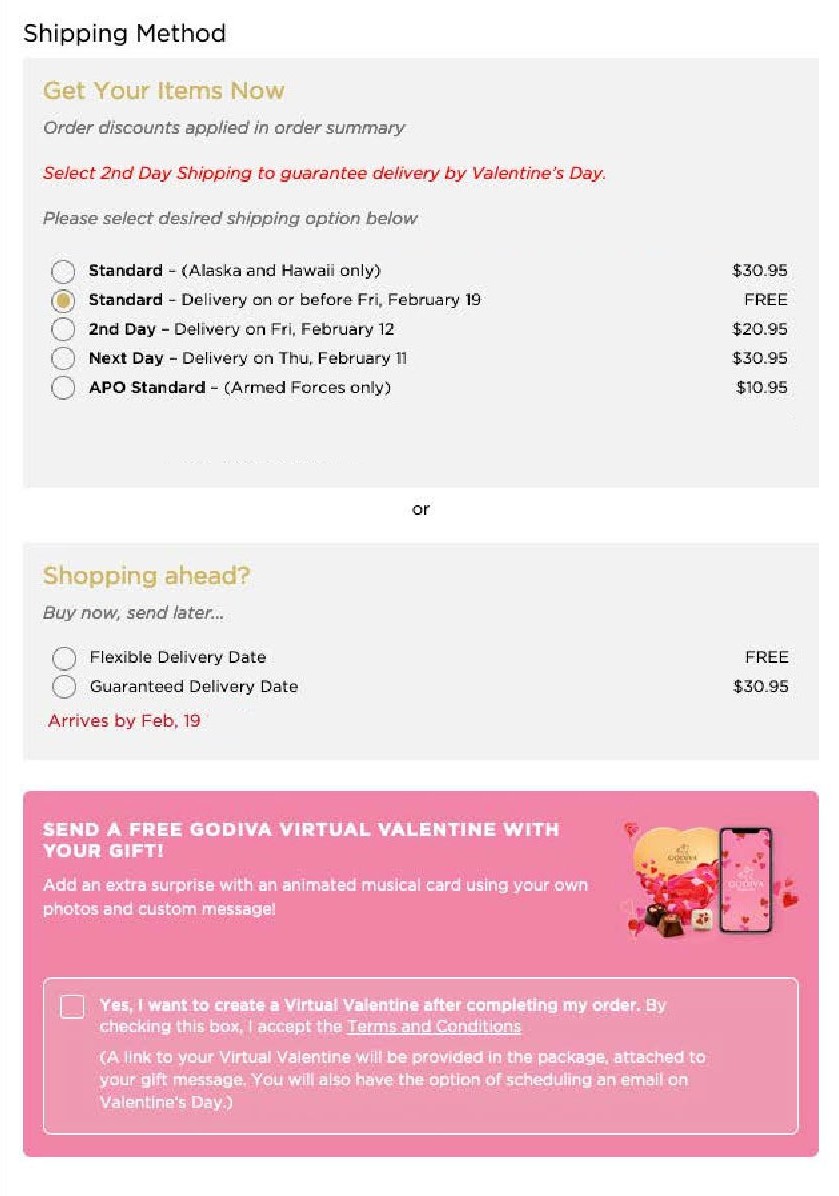 Shipping Method
Get Your Items Now
Order discounts applied in order summary
Select 2nd Day Shipping to guarantee delivery by Valentine's Day.
Please select desired shipping option below
Standard – (Alaska and Hawaii only) $30.95
Standard – Delivery on or before Fri, February 19 FREE
2nd Day – Delivery on Fri, February 12 $20.95
Next Day – Delivery on Thu, February 11 $30.95
APO Standard – (Armed Forces only) $10.95
or
Shopping ahead?
Buy now, send later...
Flexible Delivery Date FREE
Guaranteed Delivery Date $30.95
Arrives by Feb, 19
SEND A FREE GODIVA VIRTUAL VALENTINE WITH
YOUR GIFT!
Add an extra surprise with an animated musical card using your own
photos and custom message!
GODIVA
GODIVA
Yes, I want to create a Virtual Valentine after completing my order. By
checking this box, I accept the Terms and Conditions
(A link to your Virtual Valentine will be provided in the package, attached to
your gift message. You will also have the option of scheduling an email on
Valentine's Day.)